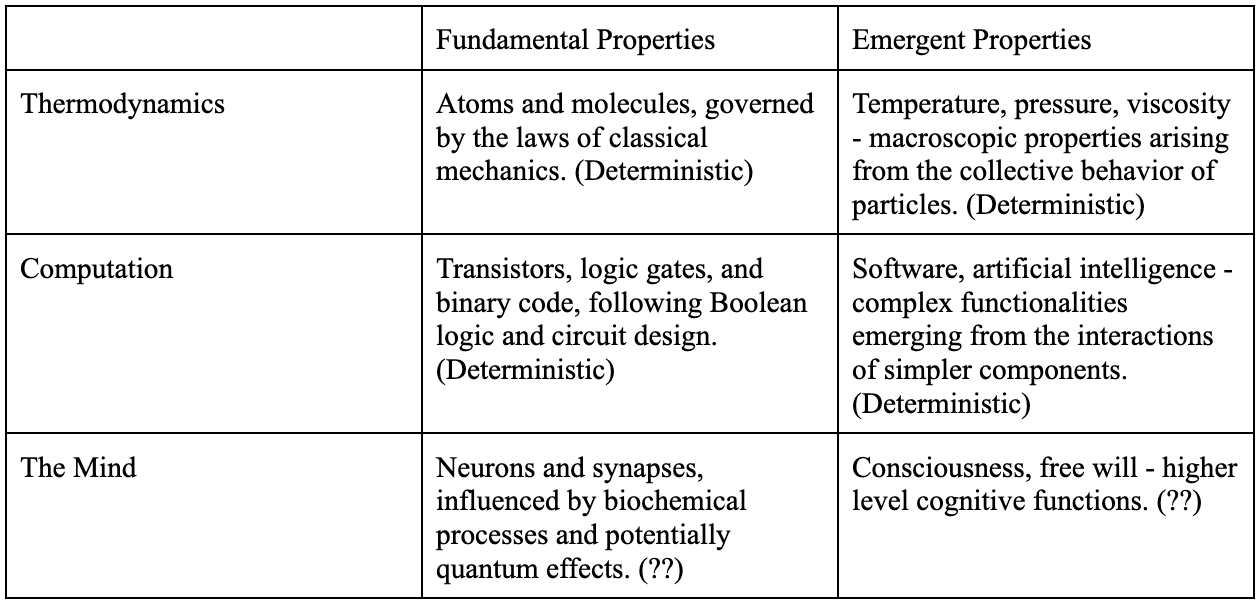 Fundamental Properties
Emergent Properties
Thermodynamics
Atoms and molecules, governed
by the laws of classical
mechanics. (Deterministic)
Temperature, pressure, viscosity
- macroscopic properties arising
from the collective behavior of
particles. (Deterministic)
Computation
Transistors, logic gates, and
binary code, following Boolean
logic and circuit design.
(Deterministic)
Software, artificial intelligence -
complex functionalities
emerging from the interactions
of simpler components.
(Deterministic)
The Mind
Neurons and synapses,
influenced by biochemical
processes and potentially
quantum effects. (??)
Consciousness, free will - higher
level cognitive functions. (??)